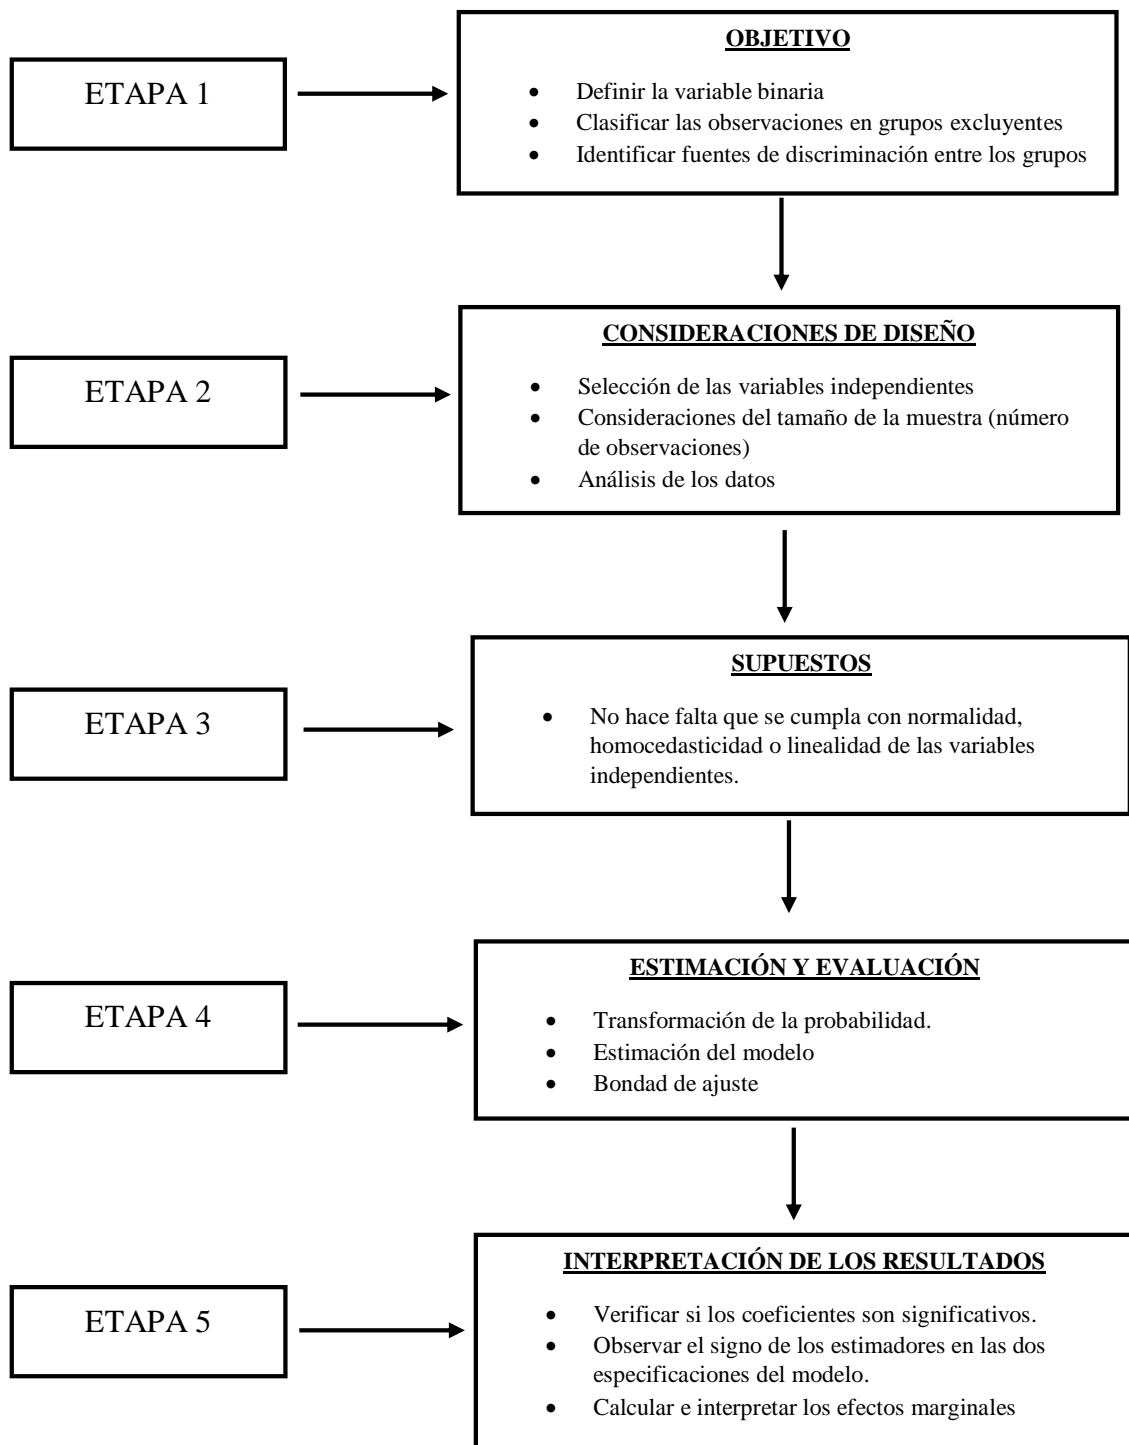 ETAPA 1
OBJETIVO
• Definir la variable binaria
• Clasificar las observaciones en grupos excluyentes
• Identificar fuentes de discriminación entre los grupos
ETAPA 2
CONSIDERACIONES DE DISEÑO
• Selección de las variables independientes
• Consideraciones del tamaño de la muestra (número
de observaciones)
• Análisis de los datos
ETAPA 3
SUPUESTOS
• No hace falta que se cumpla con normalidad,
homocedasticidad o linealidad de las variables
independientes.
ETAPA 4
ESTIMACIÓN Y EVALUACIÓN
• Transformación de la probabilidad.
• Estimación del modelo
• Bondad de ajuste
ETAPA 5
INTERPRETACIÓN DE LOS RESULTADOS
• Verificar si los coeficientes son significativos.
• Observar el signo de los estimadores en las dos
especificaciones del modelo.
• Calcular e interpretar los efectos marginales